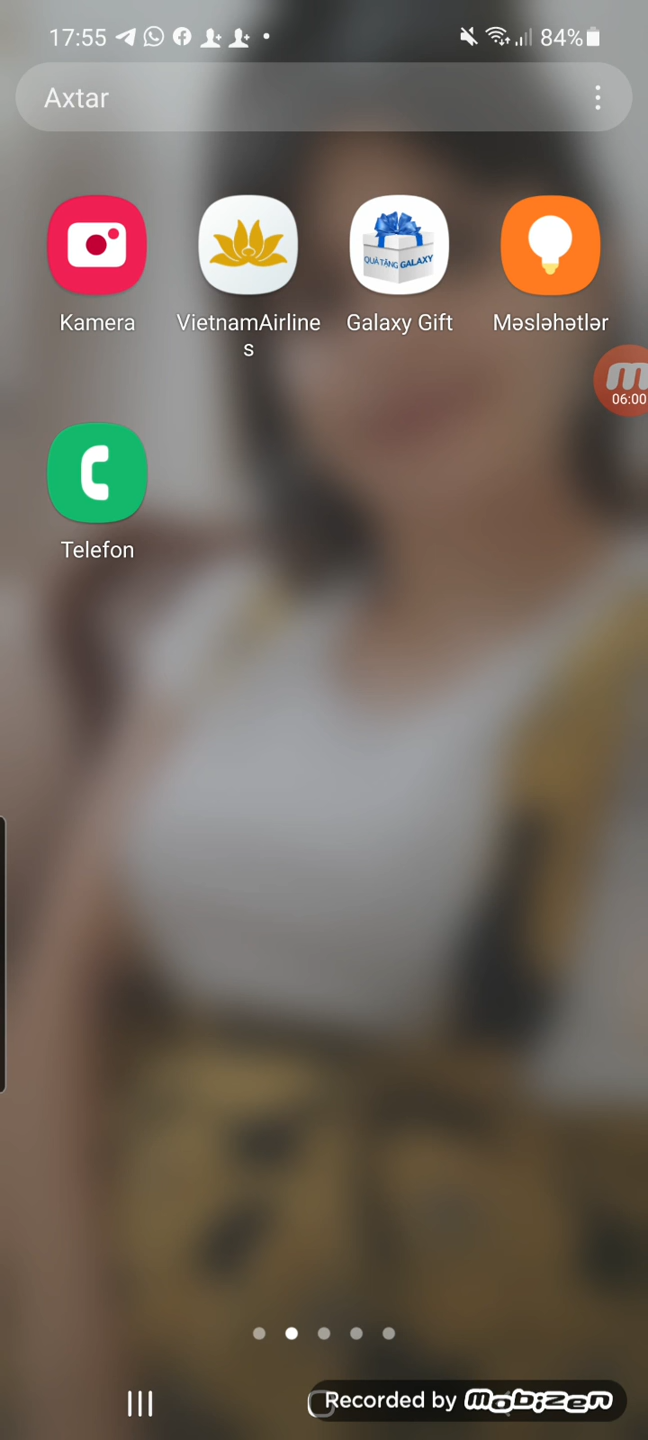 17:55
84%
Axtar
QUÀ TẶNG GALAXY
Kamera
VietnamAirline
s
Galaxy Gift
Məsləhətlər
m
06:00
Telefon
Recorded by mobizen